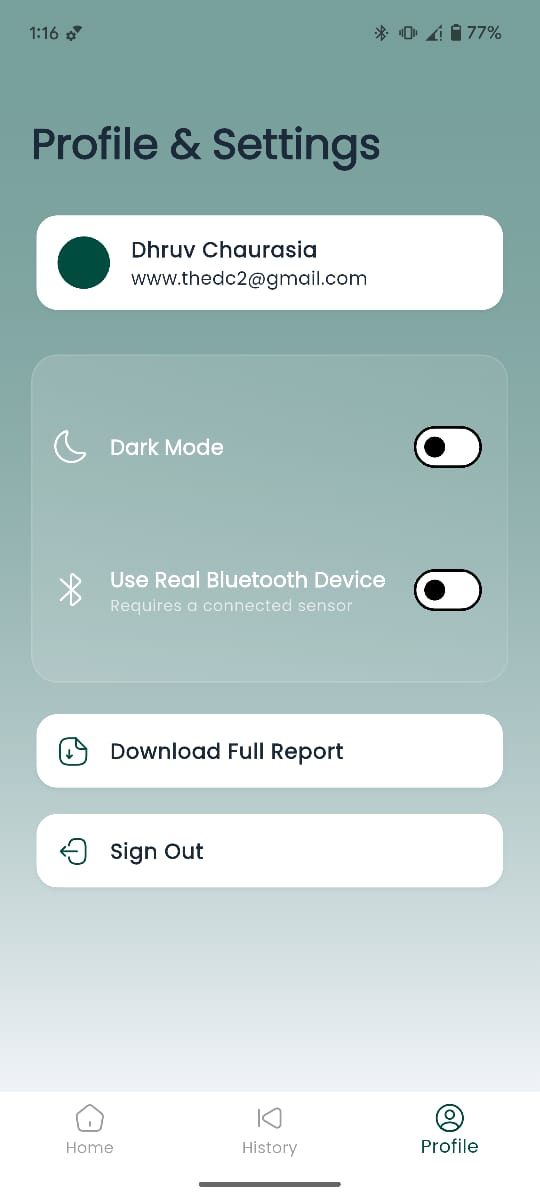 1:16
77%
Profile & Settings
Dhruv Chaurasia
www.thedc2@gmail.com
Dark Mode
Use Real Bluetooth Device
Requires a connected sensor
Download Full Report
Sign Out
Home
History
Profile